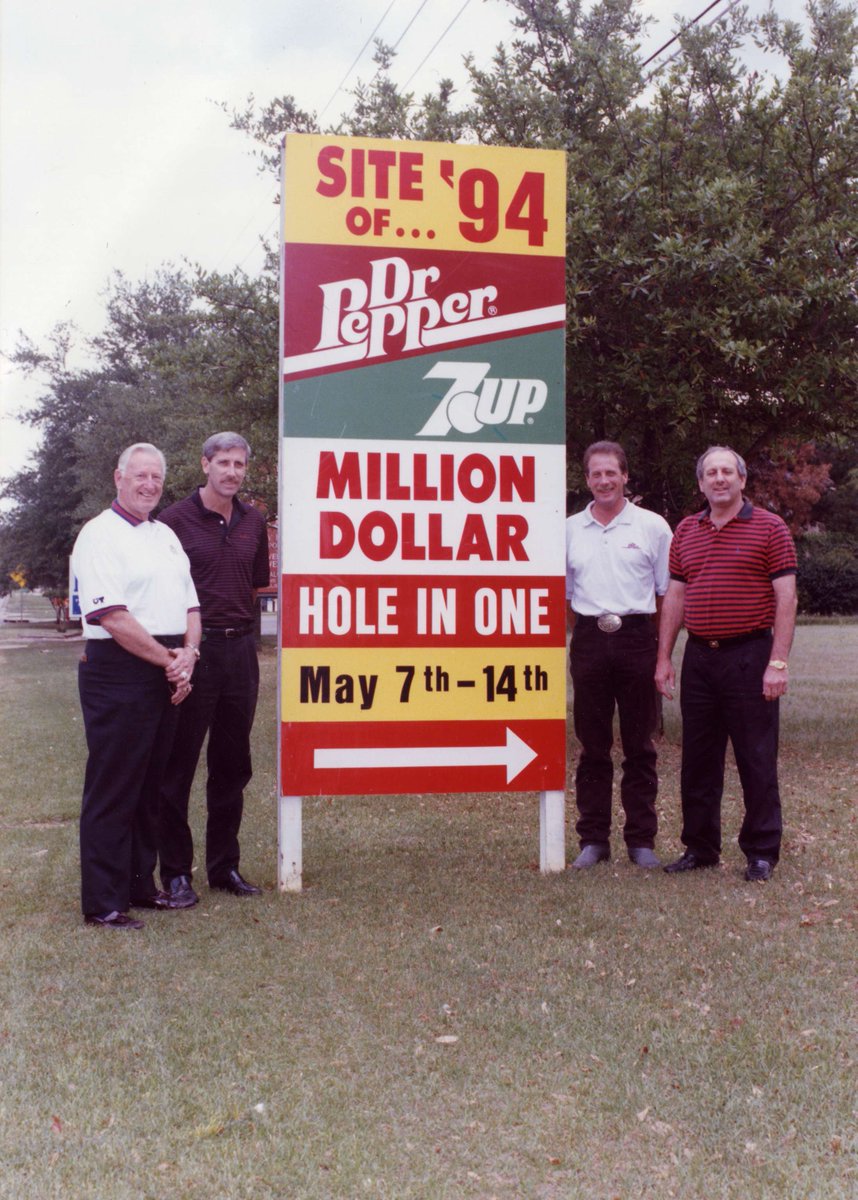 SITE '94
OF...
Dr
Pepper®
7UP®
MILLION
DOLLAR
HOLE IN ONE
May 7th-14th